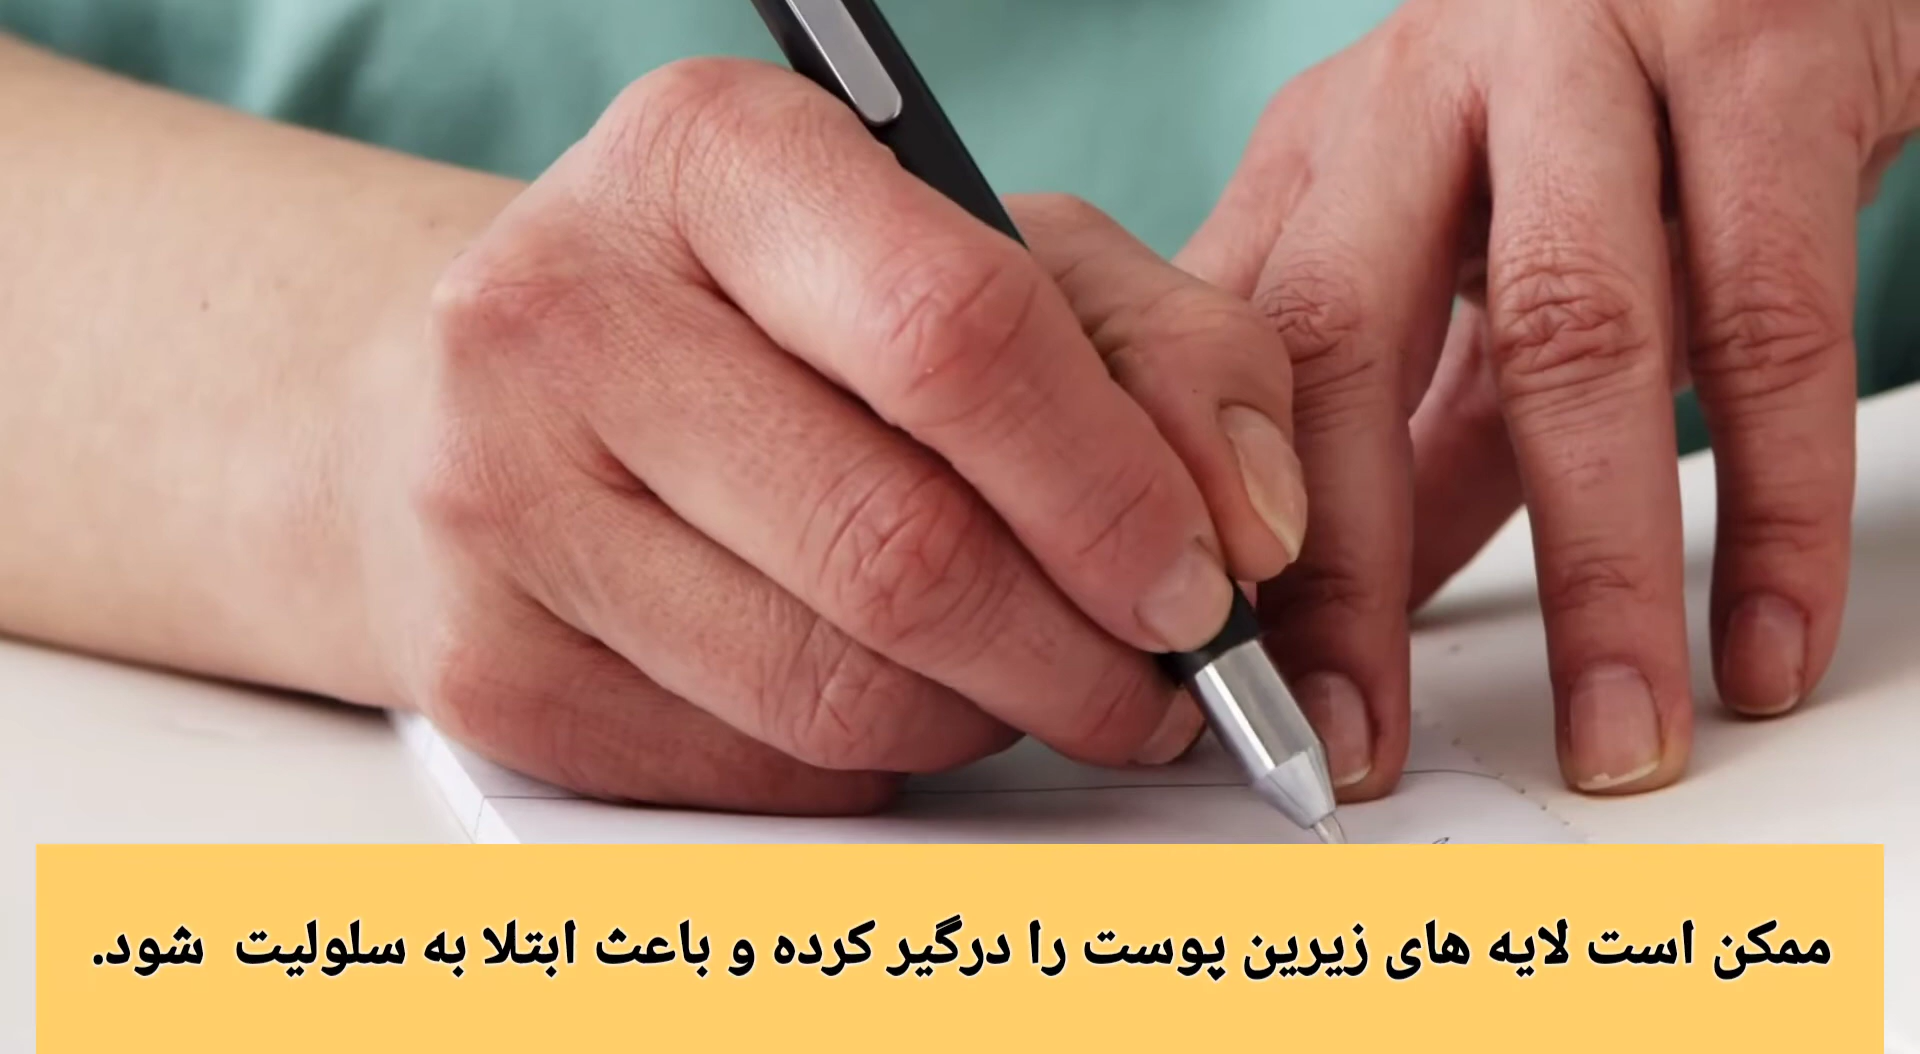 ممکن است لایه های زیرین پوست را درگیر کرده و باعث ابتلا به سلولیت  شود.